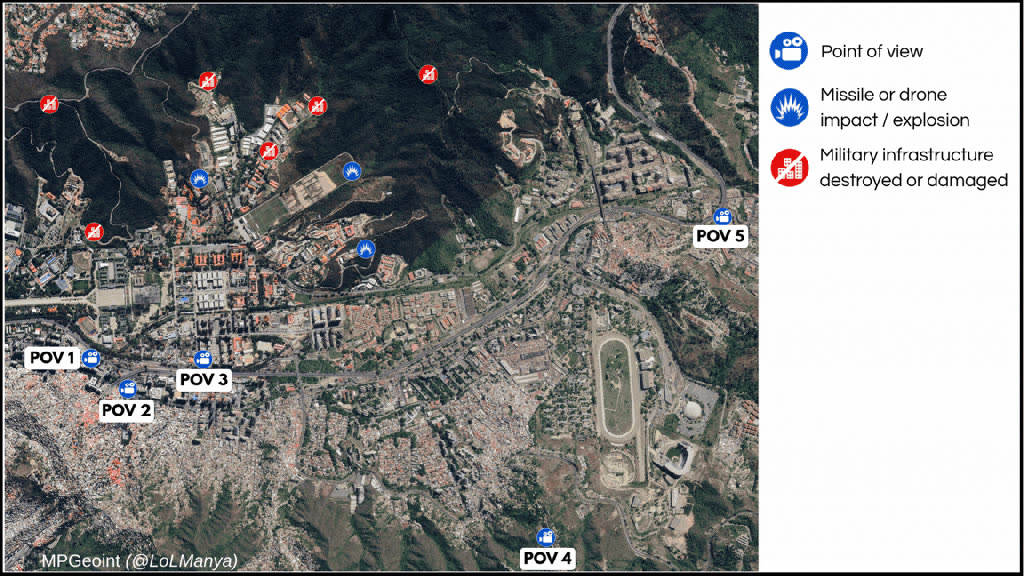 Point of view
Missile or drone
impact / explosion
Military infrastructure
destroyed or damaged
POV 5
POV 1
POV 3
POV 2
POV 4
MPGeoint (@LoLManya)